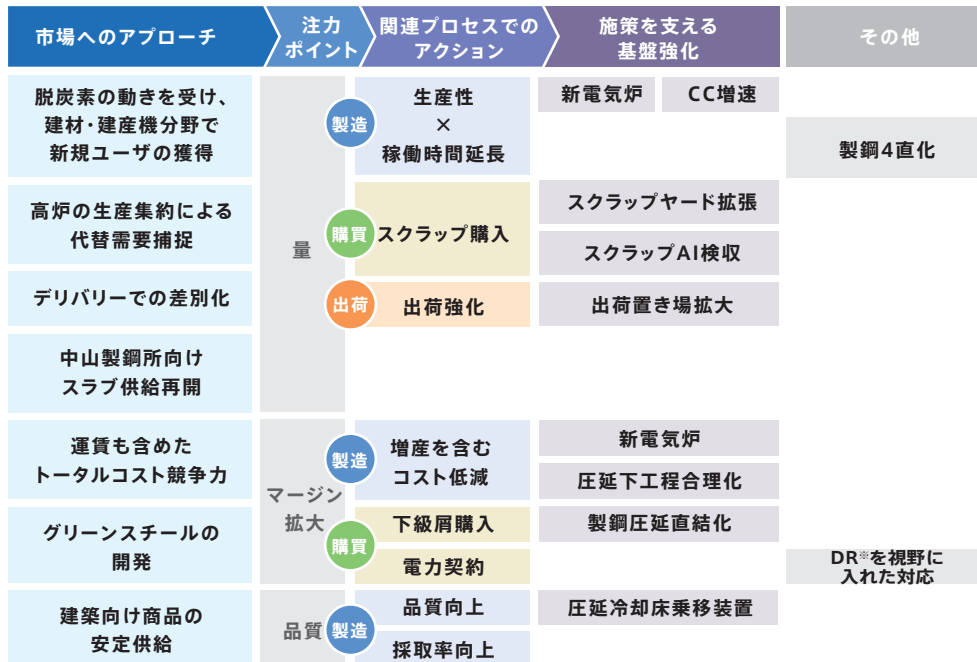 市場へのアプローチ
注力
ポイント
関連プロセスでの
アクション
施策を支える
基盤強化
その他
脱炭素の動きを受け、
建材・建産機分野で
新規ユーザの獲得
高炉の生産集約による
代替需要捕捉
デリバリーでの差別化
中山製鋼所向け
スラブ供給再開
量
製造
生産性
×
稼働時間延長
新電気炉
CC増速
製鋼4直化
購買
スクラップ購入
スクラップヤード拡張
スクラップAI検収
出荷
出荷強化
出荷置き場拡大
運賃も含めた
トータルコスト競争力
グリーンスチールの
開発
マージン
拡大
製造
増産を含む
コスト低減
新電気炉
圧延下工程合理化
購買
下級屑購入
製鋼圧延直結化
電力契約
DR※を視野に
入れた対応
建築向け商品の
安定供給
品質
製造
品質向上
採取率向上
圧延冷却床乗移装置